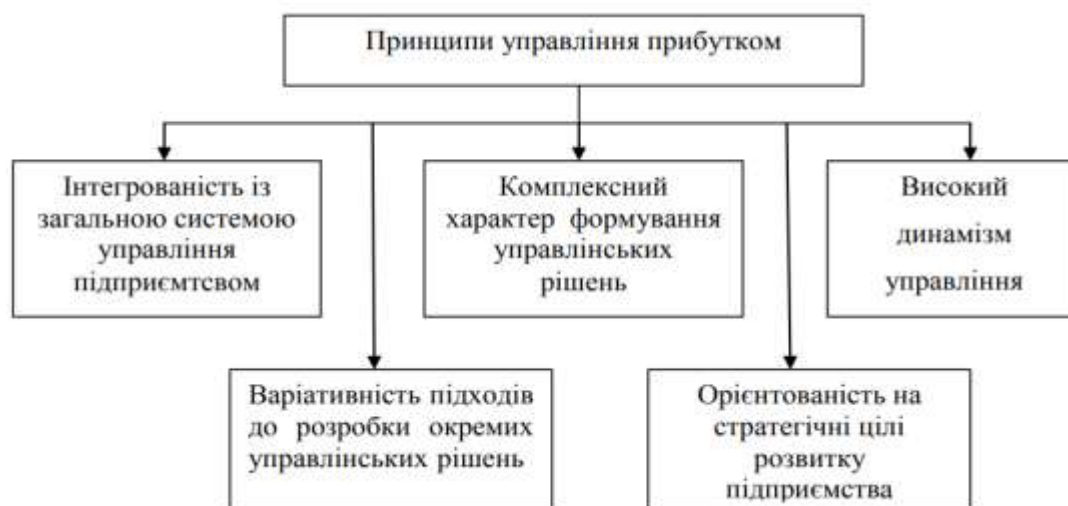 Принципи управління прибутком
Інтегрованість із
загальною системою
управління
підприємтсвом
Комплексний
характер формування
управлінських
рішень
Високий
динамізм
управління
Варіативність підходів
до розробки окремих
управлінських рішень
Орієнтованість на
стратегічні цілі
розвитку
підприємства